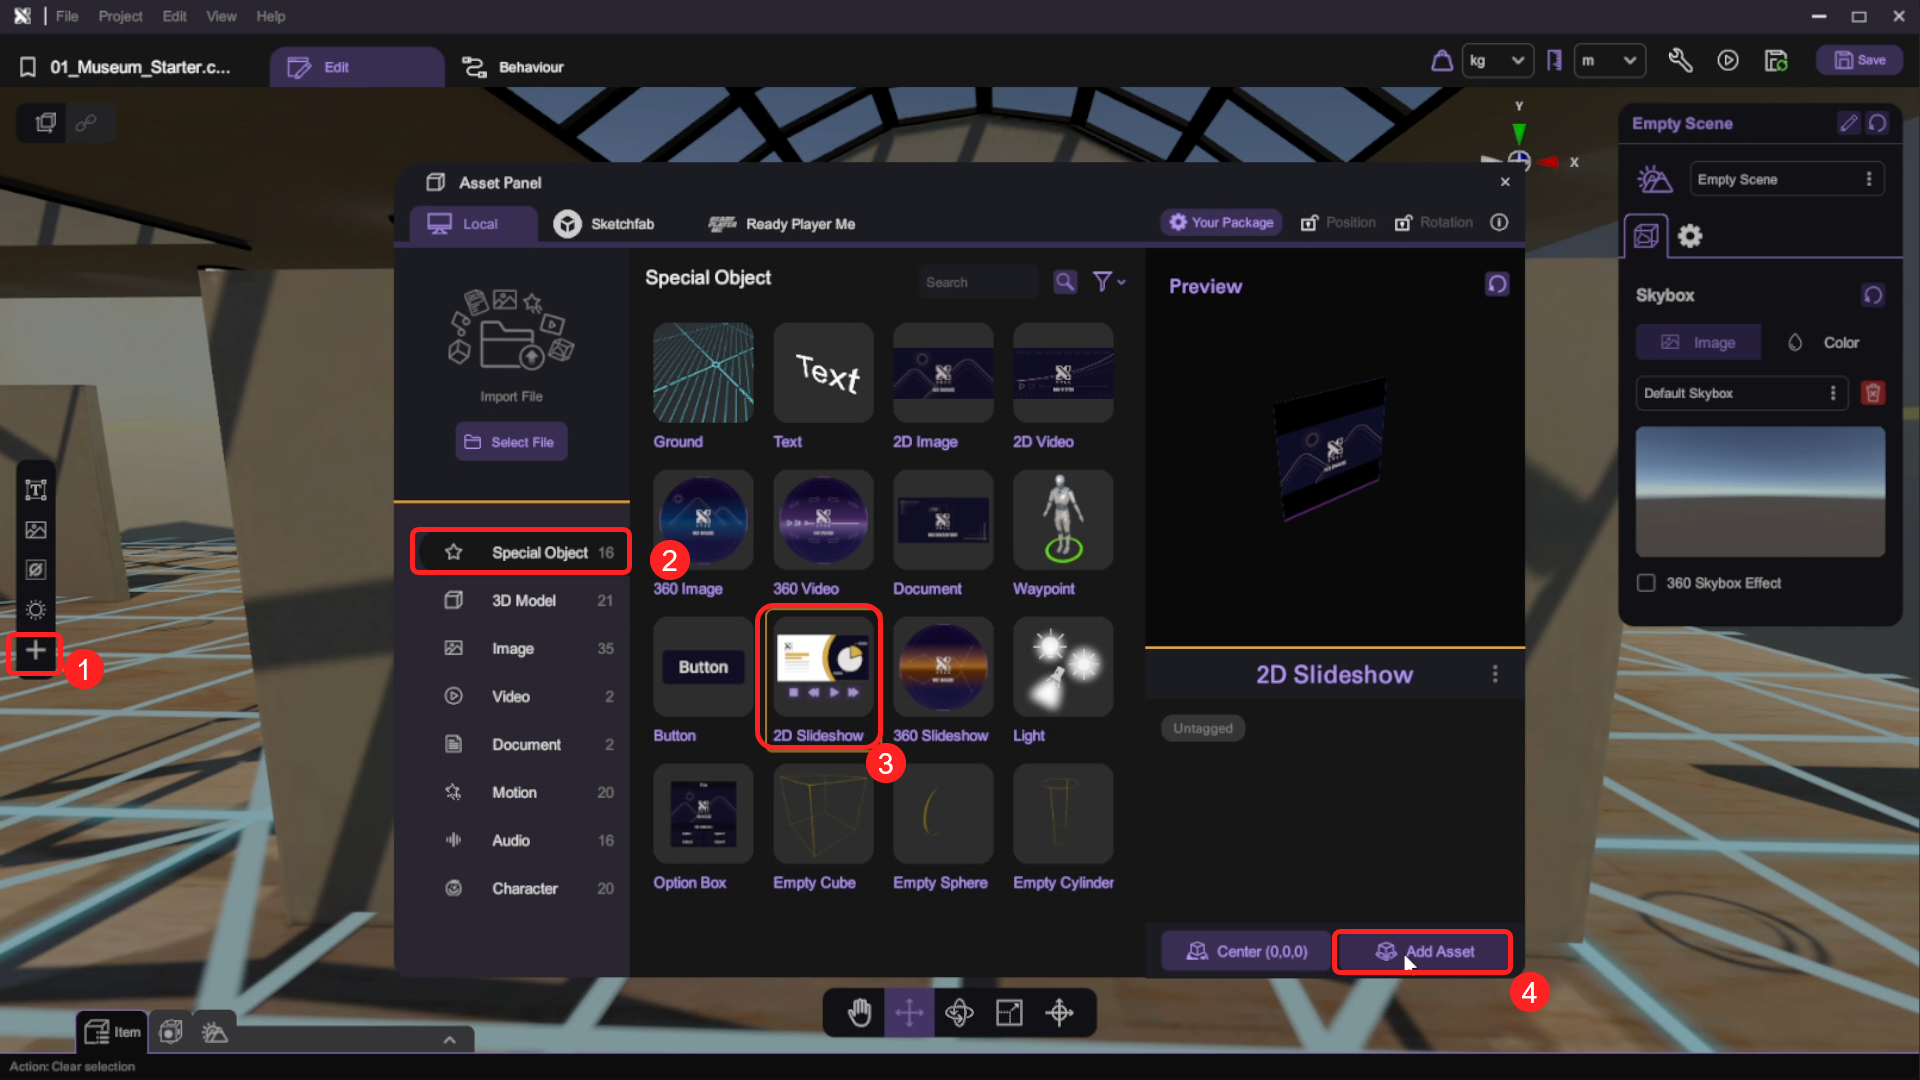 File Project Edit View Help
01_Museum_Starter.c... Edit Behaviour kg m Save
Y
X
Asset Panel
Local Sketchfab READY PLAYER ME Ready Player Me Your Package Position Rotation
Import File
Select File
Special Object 16
3D Model 21
Image 35
Video 2
Document 2
Motion 20
Audio 16
Character 20
Special Object Search
Text
Ground Text 2D Image 2D Video
360 Image 360 Video Document Waypoint
Button
Button 2D Slideshow 360 Slideshow Light
Option Box Empty Cube Empty Sphere Empty Cylinder
1
2
3
4
Preview
2D Slideshow
Untagged
Center (0,0,0) Add Asset
Empty Scene
Empty Scene
Skybox
Image Color
Default Skybox
360 Skybox Effect
Item
Action: Clear selection